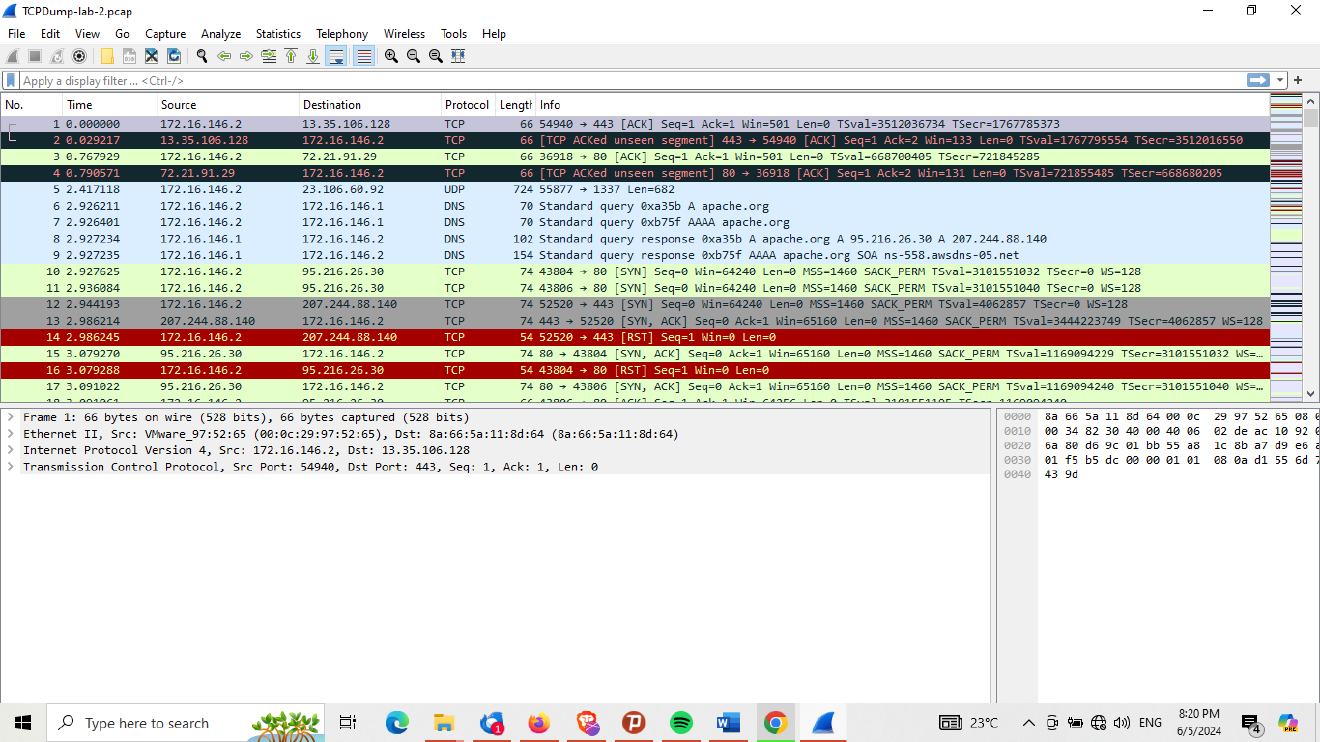 TCPDump-lab-2.pcap
File Edit View Go Capture Analyze Statistics Telephony Wireless Tools Help
Apply a display filter ... <Ctrl-/>
No. Time Source Destination Protocol Length Info
1 0.000000 172.16.146.2 13.35.106.128 TCP 66 54940 → 443 [ACK] Seq=1 Ack=1 Win=501 Len=0 TSval=3512036734 TSecr=1767785373
2 0.029217 13.35.106.128 172.16.146.2 TCP 66 [TCP ACKed unseen segment] 443 → 54940 [ACK] Seq=1 Ack=2 Win=133 Len=0 TSval=1767795554 TSecr=3512016550
3 0.767929 172.16.146.2 72.21.91.29 TCP 66 36918 → 80 [ACK] Seq=1 Ack=1 Win=501 Len=0 TSval=668700405 TSecr=721845285
4 0.790571 72.21.91.29 172.16.146.2 TCP 66 [TCP ACKed unseen segment] 80 → 36918 [ACK] Seq=1 Ack=2 Win=131 Len=0 TSval=721855485 TSecr=668680205
5 2.417118 172.16.146.2 23.106.60.92 UDP 724 55877 → 1337 Len=682
6 2.926211 172.16.146.2 172.16.146.1 DNS 70 Standard query 0xa35b A apache.org
7 2.926401 172.16.146.2 172.16.146.1 DNS 70 Standard query 0xb75f AAAA apache.org
8 2.927234 172.16.146.1 172.16.146.2 DNS 102 Standard query response 0xa35b A apache.org A 95.216.26.30 A 207.244.88.140
9 2.927235 172.16.146.1 172.16.146.2 DNS 154 Standard query response 0xb75f AAAA apache.org SOA ns-558.awsdns-05.net
10 2.927625 172.16.146.2 95.216.26.30 TCP 74 43804 → 80 [SYN] Seq=0 Win=64240 Len=0 MSS=1460 SACK_PERM TSval=3101551032 TSecr=0 WS=128
11 2.936084 172.16.146.2 95.216.26.30 TCP 74 43806 → 80 [SYN] Seq=0 Win=64240 Len=0 MSS=1460 SACK_PERM TSval=3101551040 TSecr=0 WS=128
12 2.944193 172.16.146.2 207.244.88.140 TCP 74 52520 → 443 [SYN] Seq=0 Win=64240 Len=0 MSS=1460 SACK_PERM TSval=4062857 TSecr=0 WS=128
13 2.986214 207.244.88.140 172.16.146.2 TCP 74 443 → 52520 [SYN, ACK] Seq=0 Ack=1 Win=65160 Len=0 MSS=1460 SACK_PERM TSval=3444223749 TSecr=4062857 WS=128
14 2.986245 172.16.146.2 207.244.88.140 TCP 54 52520 → 443 [RST] Seq=1 Win=0 Len=0
15 3.079270 95.216.26.30 172.16.146.2 TCP 74 80 → 43804 [SYN, ACK] Seq=0 Ack=1 Win=65160 Len=0 MSS=1460 SACK_PERM TSval=1169094229 TSecr=3101551032 WS=…
16 3.079288 172.16.146.2 95.216.26.30 TCP 54 43804 → 80 [RST] Seq=1 Win=0 Len=0
17 3.091022 95.216.26.30 172.16.146.2 TCP 74 80 → 43806 [SYN, ACK] Seq=0 Ack=1 Win=65160 Len=0 MSS=1460 SACK_PERM TSval=1169094240 TSecr=3101551040 WS=…
Frame 1: 66 bytes on wire (528 bits), 66 bytes captured (528 bits)
Ethernet II, Src: VMware_97:52:65 (00:0c:29:97:52:65), Dst: 8a:66:5a:11:8d:64 (8a:66:5a:11:8d:64)
Internet Protocol Version 4, Src: 172.16.146.2, Dst: 13.35.106.128
Transmission Control Protocol, Src Port: 54940, Dst Port: 443, Seq: 1, Ack: 1, Len: 0
0000 8a 66 5a 11 8d 64 00 0c 29 97 52 65 08 0
0010 00 34 82 30 40 00 40 06 02 de ac 10 92 0
0020 6a 80 d6 9c 01 bb 55 a8 1c 8b a7 d9 e6 a
0030 01 f5 b5 dc 00 00 01 01 08 0a d1 55 6d 7
0040 43 9d
Type here to search
1
23°C
ENG
8:20 PM
6/5/2024
4
PRE